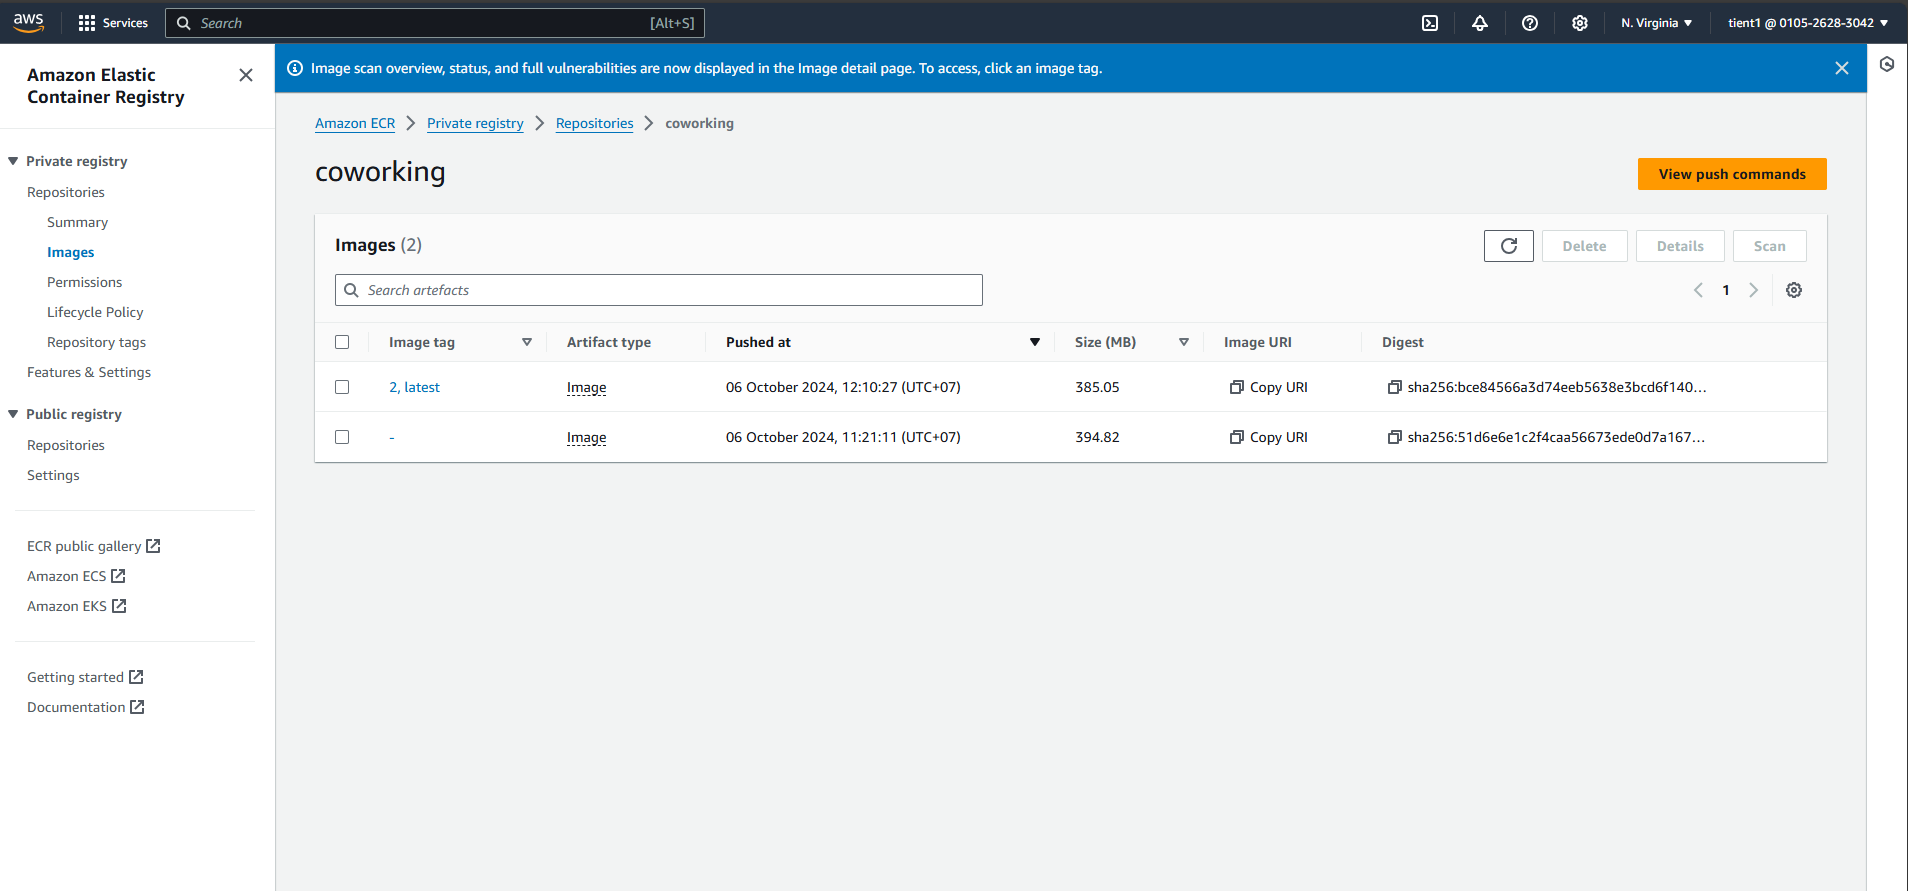 aws
Services
Search [Alt+S]
N. Virginia
tient1 @ 0105-2628-3042
Amazon Elastic
Container Registry
Private registry
Repositories
Summary
Images
Permissions
Lifecycle Policy
Repository tags
Features & Settings
Public registry
Repositories
Settings
ECR public gallery
Amazon ECS
Amazon EKS
Getting started
Documentation
Image scan overview, status, and full vulnerabilities are now displayed in the Image detail page. To access, click an image tag.
Amazon ECR Private registry Repositories coworking
coworking
View push commands
Images (2)
Delete Details Scan
Search artefacts
1
Image tag Artifact type Pushed at Size (MB) Image URI Digest
2, latest Image 06 October 2024, 12:10:27 (UTC+07) 385.05 Copy URI sha256:bce84566a3d74eeb5638e3bcd6f140...
- Image 06 October 2024, 11:21:11 (UTC+07) 394.82 Copy URI sha256:51d6e6e1c2f4caa56673ede0d7a167...